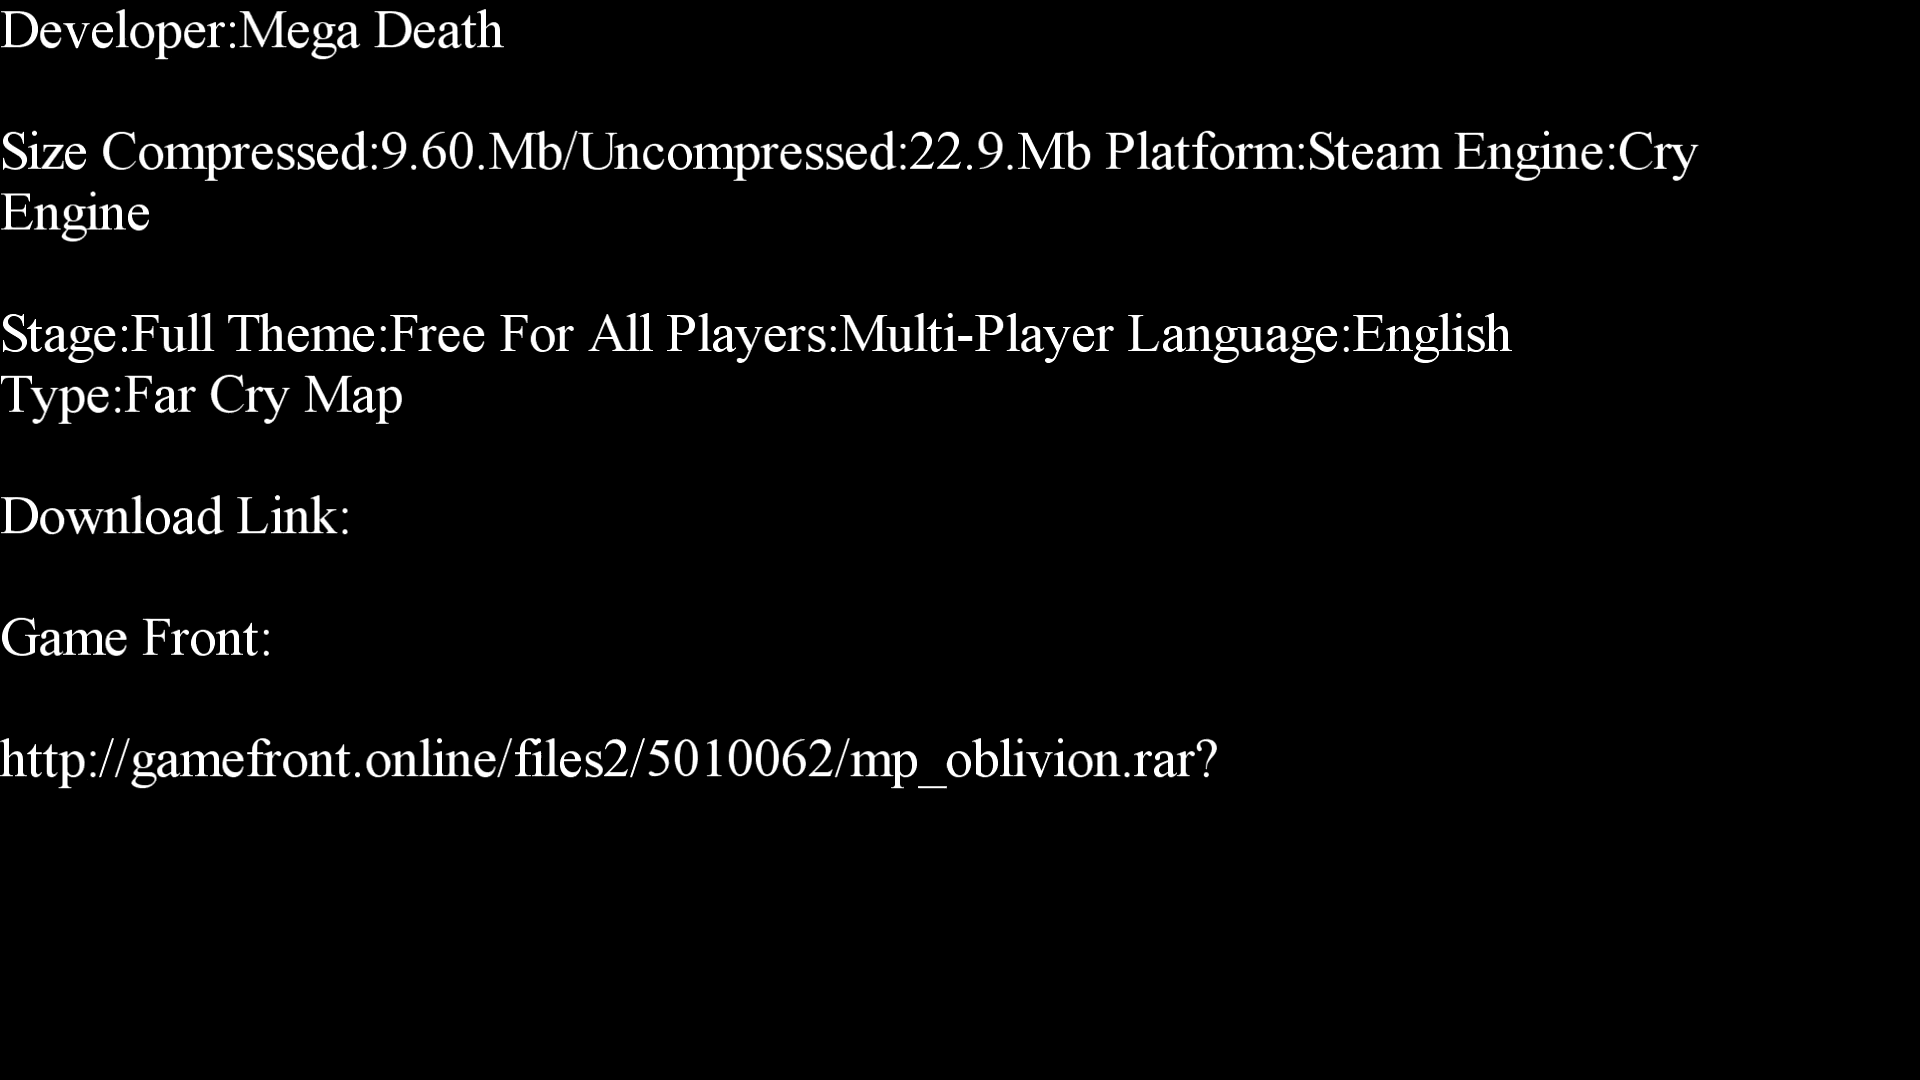 Developer:Mega Death
Size Compressed:9.60.Mb/Uncompressed:22.9.Mb Platform:Steam Engine:Cry
Engine
Stage:Full Theme:Free For All Players:Multi-Player Language:English
Type:Far Cry Map
Download Link:
Game Front:
http://gamefront.online/files2/5010062/mp_oblivion.rar?